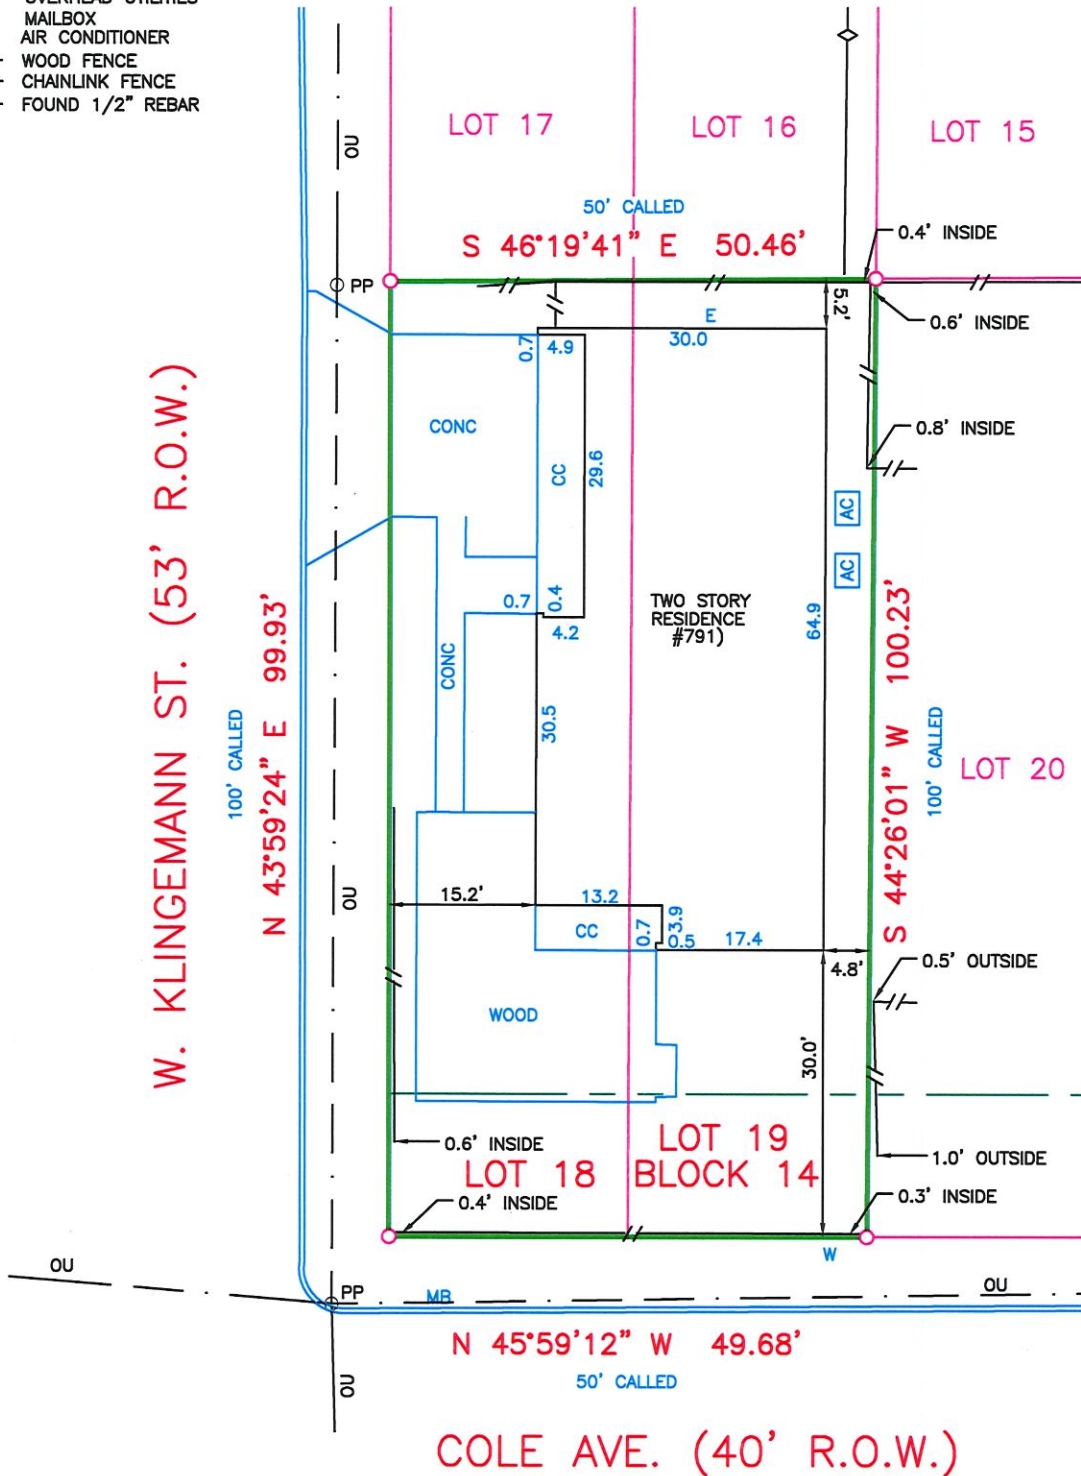 OVERHEAD UTILITIES
MAILBOX
AIR CONDITIONER
WOOD FENCE
CHAINLINK FENCE
FOUND 1/2" REBAR
OU
LOT 17
LOT 16
LOT 15
50' CALLED
S 46°19'41" E 50.46'
0.4' INSIDE
PP
5.2'
0.6' INSIDE
E
30.0
0.7
4.9
CONC
CC
29.6
0.8' INSIDE
AC
AC
W. KLINGEMANN ST. (53' R.O.W.)
N 43°59'24" E 99.93'
100' CALLED
0.7
0.4
4.2
TWO STORY
RESIDENCE
#791)
64.9
CONC
30.5
S 44°26'01" W 100.23'
100' CALLED
LOT 20
OU
15.2'
13.2
CC
0.7
3.9
0.5
17.4
4.8'
0.5' OUTSIDE
WOOD
30.0'
0.6' INSIDE
LOT 19
LOT 18 BLOCK 14
1.0' OUTSIDE
0.4' INSIDE
0.3' INSIDE
W
OU
PP
MB
OU
N 45°59'12" W 49.68'
50' CALLED
OU
COLE AVE. (40' R.O.W.)